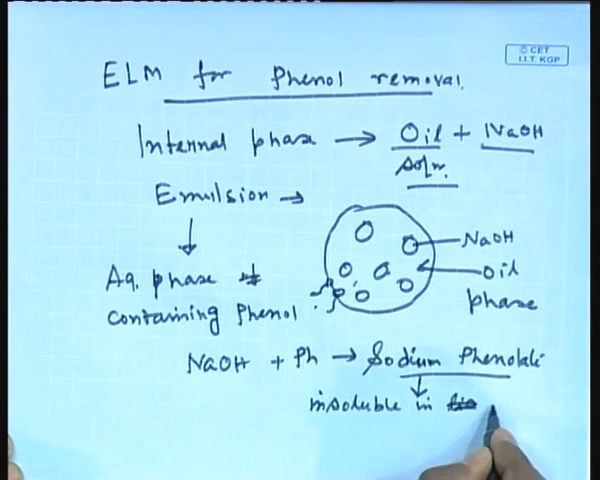 © CET
I.I.T. KGP
ELM for Phenol removal.
Internal phase → Oil + NaOH
Soln.
Emulsion →
NaOH
Aq. phase
Oil
containing Phenol.
phase
NaOH + Ph → Sodium Phenolate
insoluble in